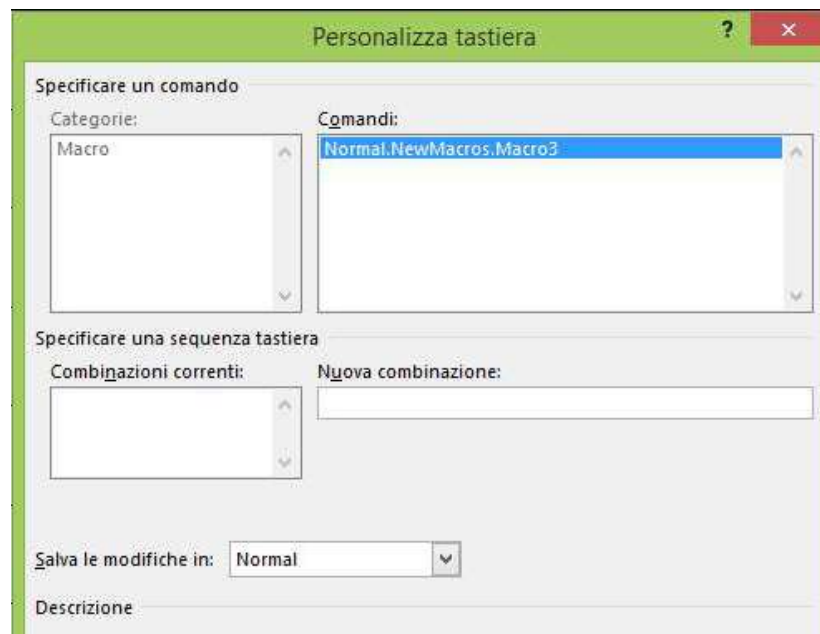 Personalizza tastiera
?
Specificare un comando
Categorie: Comandi:
Macro Normal.NewMacros.Macro3
Specificare una sequenza tastiera
Combinazioni correnti: Nuova combinazione:
Salva le modifiche in: Normal
Descrizione